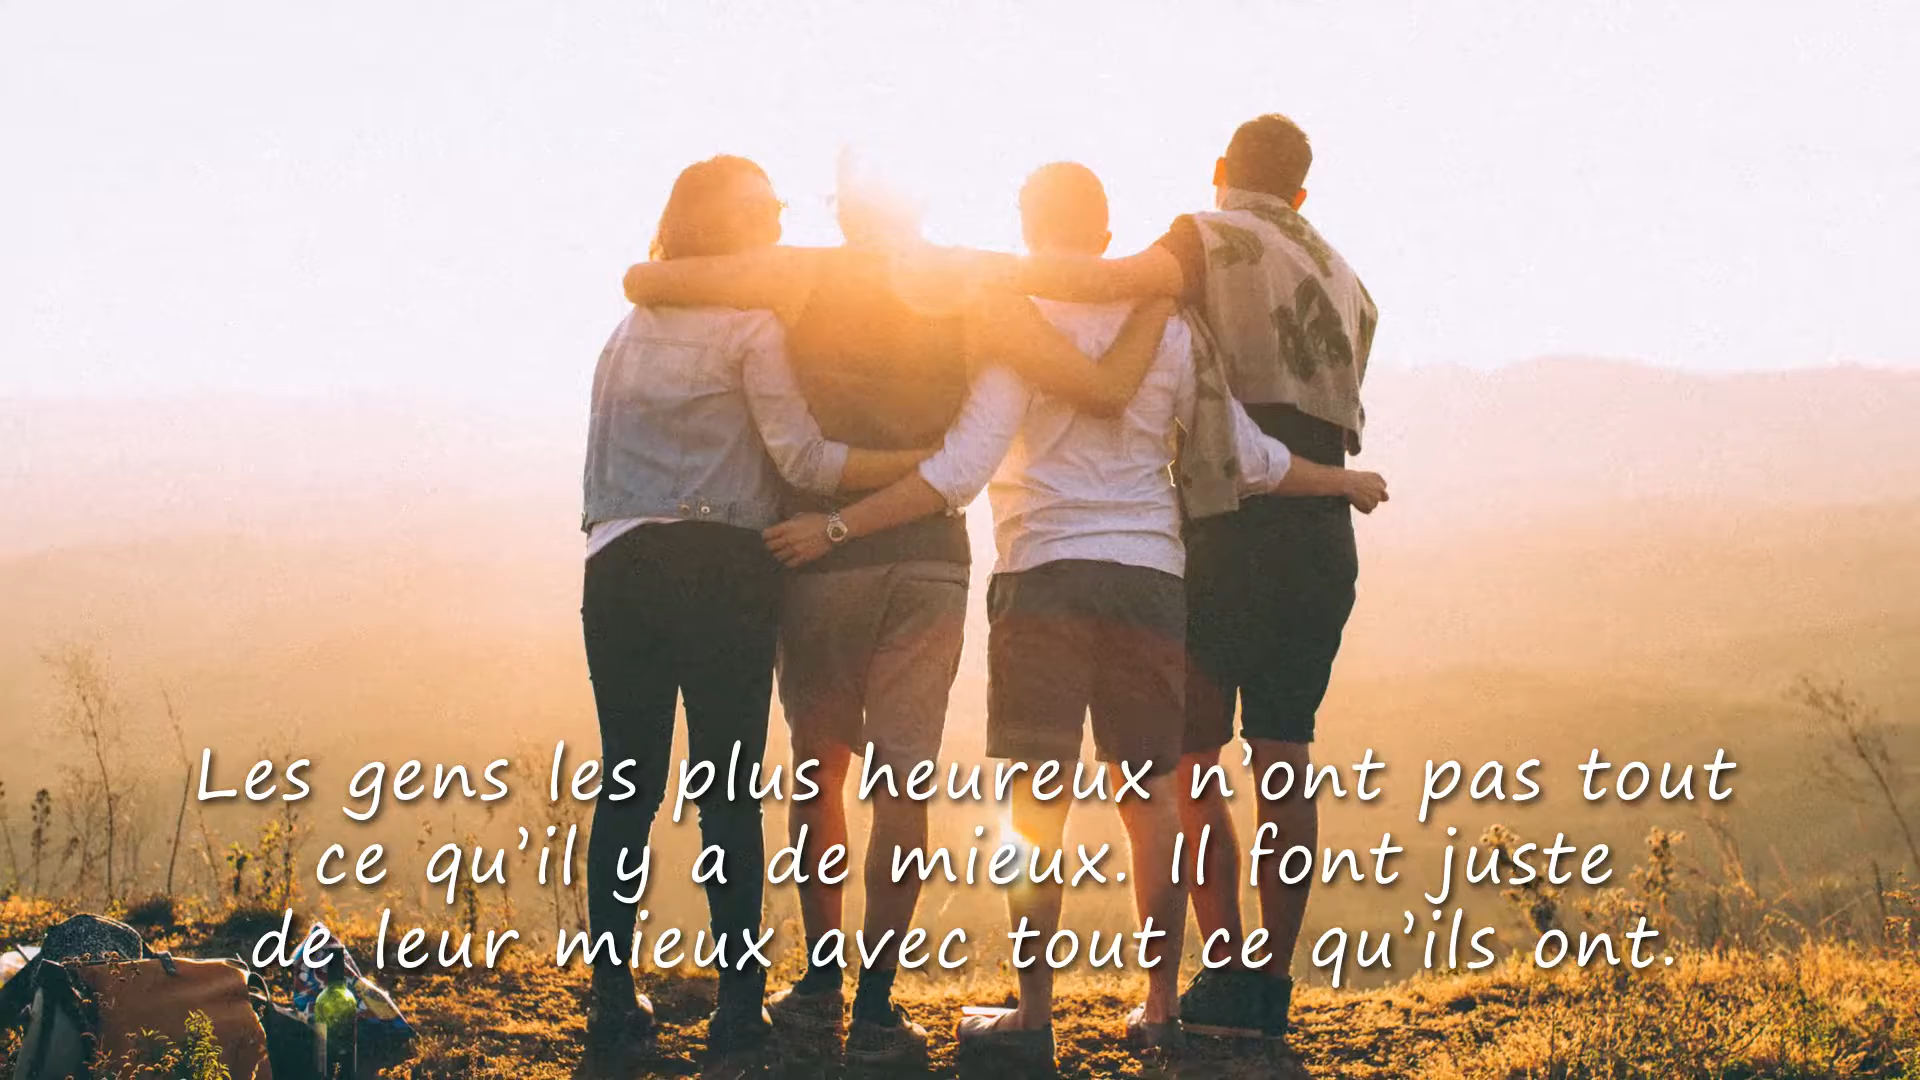 Les gens les plus heureux n’ont pas tout
ce qu’il y a de mieux. Il font juste
de leur mieux avec tout ce qu’ils ont.